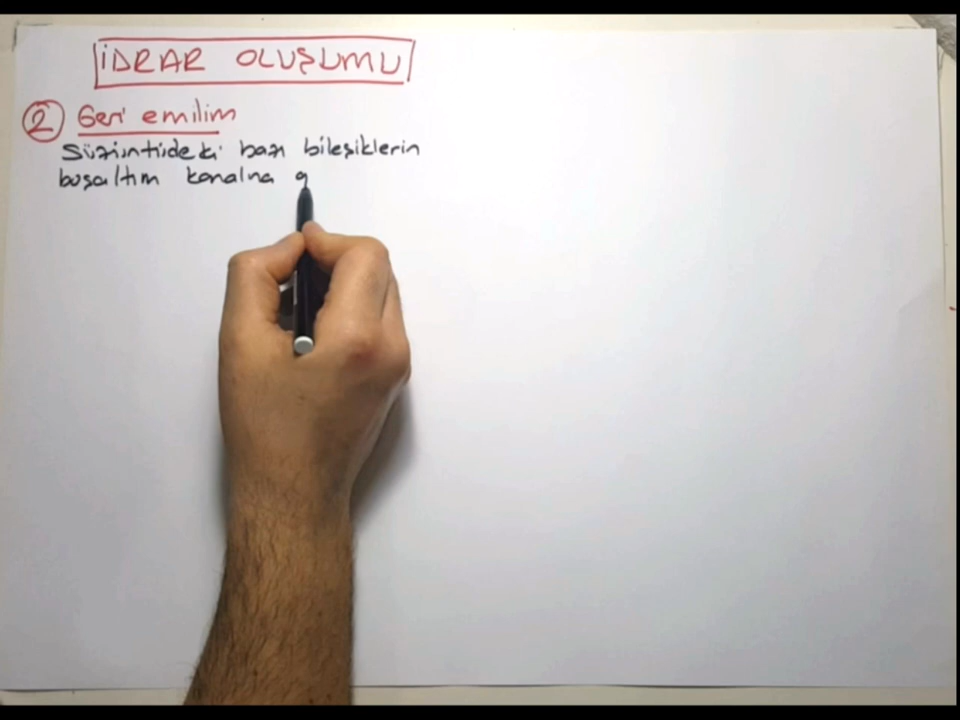 İDRAR OLUŞUMU
2 Geri emilim
Süzüntüdeki bazı bileşiklerin
boşaltım kanalına g